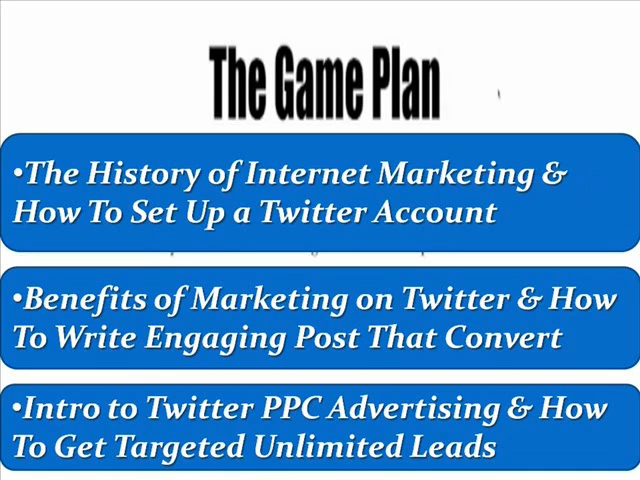 The Game Plan
•The History of Internet Marketing &
How To Set Up a Twitter Account
•Benefits of Marketing on Twitter & How
To Write Engaging Post That Convert
•Intro to Twitter PPC Advertising & How
To Get Targeted Unlimited Leads